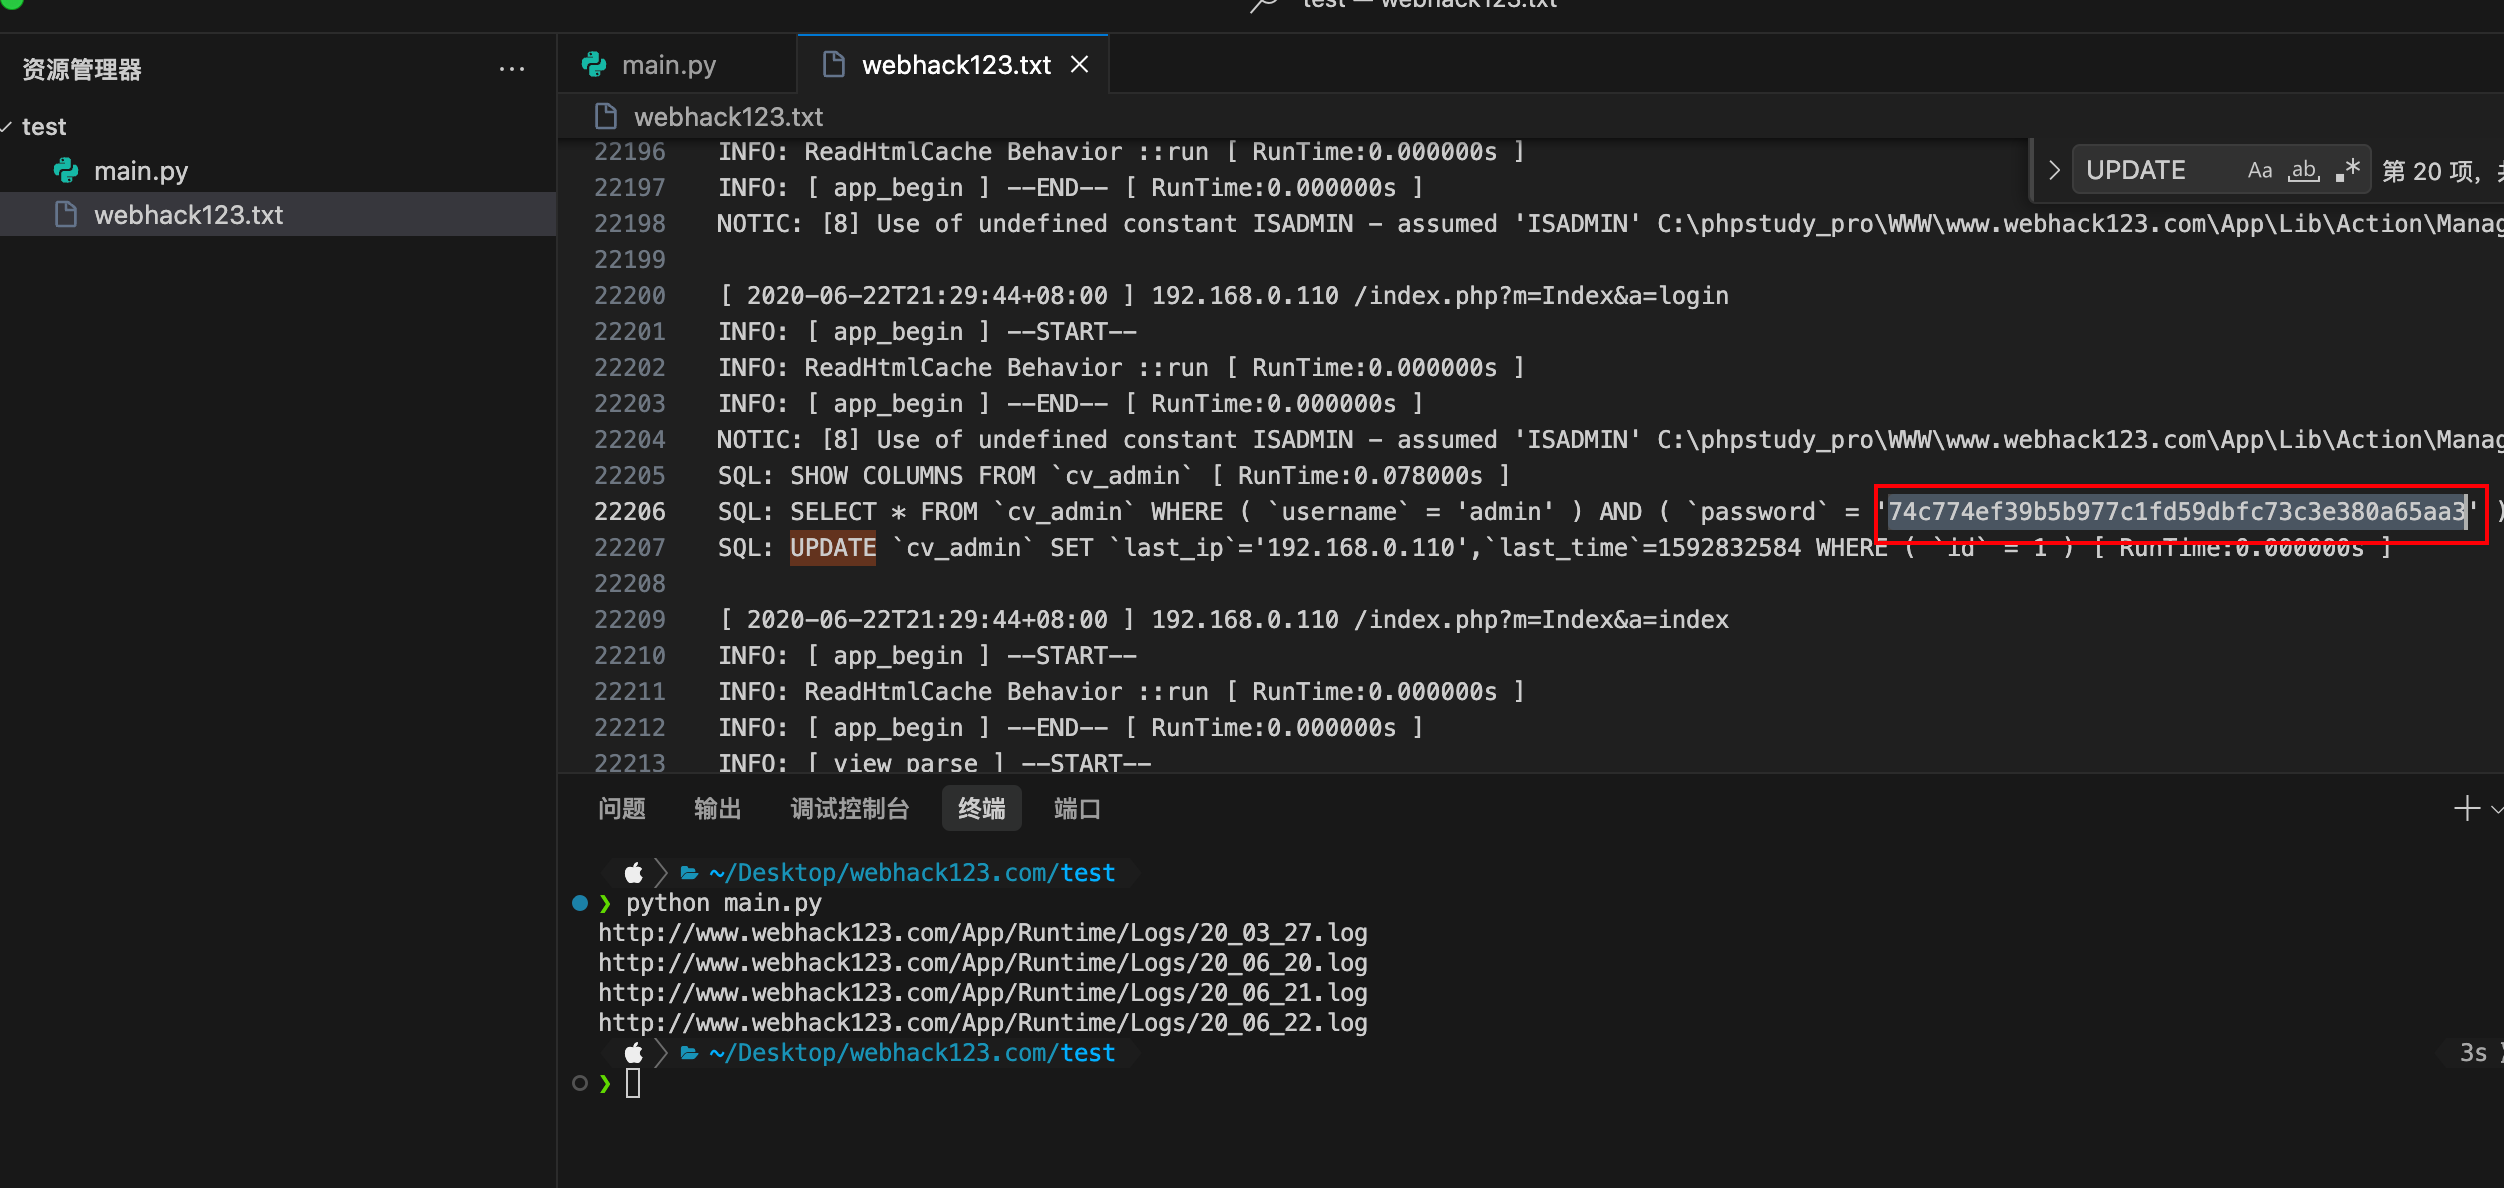 test — webhack123.txt
资源管理器 ...
test
main.py
webhack123.txt
main.py
webhack123.txt
webhack123.txt
UPDATE Aa ab .* 第 20 项,
22196 INFO: ReadHtmlCache Behavior ::run [ RunTime:0.000000s ]
22197 INFO: [ app_begin ] --END-- [ RunTime:0.000000s ]
22198 NOTIC: [8] Use of undefined constant ISADMIN - assumed 'ISADMIN' C:\phpstudy_pro\WWW\www.webhack123.com\App\Lib\Action\Manag
22199
22200 [ 2020-06-22T21:29:44+08:00 ] 192.168.0.110 /index.php?m=Index&a=login
22201 INFO: [ app_begin ] --START--
22202 INFO: ReadHtmlCache Behavior ::run [ RunTime:0.000000s ]
22203 INFO: [ app_begin ] --END-- [ RunTime:0.000000s ]
22204 NOTIC: [8] Use of undefined constant ISADMIN - assumed 'ISADMIN' C:\phpstudy_pro\WWW\www.webhack123.com\App\Lib\Action\Manag
22205 SQL: SHOW COLUMNS FROM `cv_admin` [ RunTime:0.078000s ]
22206 SQL: SELECT * FROM `cv_admin` WHERE ( `username` = 'admin' ) AND ( `password` = '74c774ef39b5b977c1fd59dbfc73c3e380a65aa3' )
22207 SQL: UPDATE `cv_admin` SET `last_ip`='192.168.0.110',`last_time`=1592832584 WHERE ( `id` = 1 ) [ RunTime:0.000000s ]
22208
22209 [ 2020-06-22T21:29:44+08:00 ] 192.168.0.110 /index.php?m=Index&a=index
22210 INFO: [ app_begin ] --START--
22211 INFO: ReadHtmlCache Behavior ::run [ RunTime:0.000000s ]
22212 INFO: [ app_begin ] --END-- [ RunTime:0.000000s ]
22213 INFO: [ view_parse ] --START--
问题 输出 调试控制台 终端 端口
~/Desktop/webhack123.com/test
❯ python main.py
http://www.webhack123.com/App/Runtime/Logs/20_03_27.log
http://www.webhack123.com/App/Runtime/Logs/20_06_20.log
http://www.webhack123.com/App/Runtime/Logs/20_06_21.log
http://www.webhack123.com/App/Runtime/Logs/20_06_22.log
~/Desktop/webhack123.com/test 3s
❯